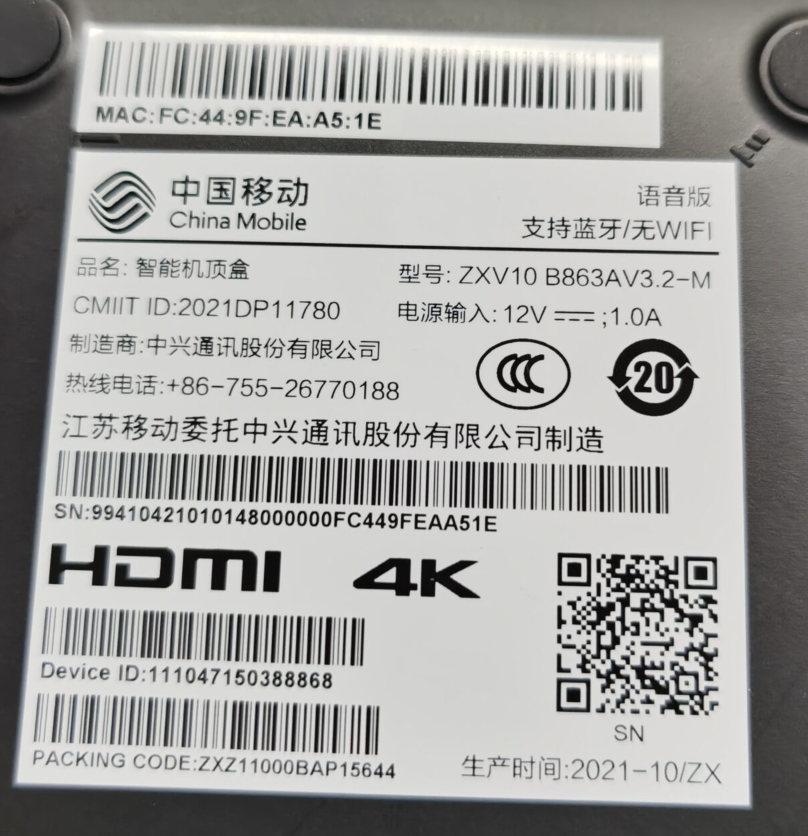 MAC:FC:44:9F:EA:A5:1E
中国移动
China Mobile
语音版
支持蓝牙/无WIFI
品名: 智能机顶盒
型号: ZXV10 B863AV3.2-M
CMIIT ID:2021DP11780
电源输入: 12V ⎓ ;1.0A
制造商:中兴通讯股份有限公司
热线电话:+86-755-26770188
CCC
20
江苏移动委托中兴通讯股份有限公司制造
SN:99410421010148000000FC449FEAA51E
HDMI 4K
Device ID:111047150388868
SN
PACKING CODE:ZXZ11000BAP15644
生产时间:2021-10/ZX